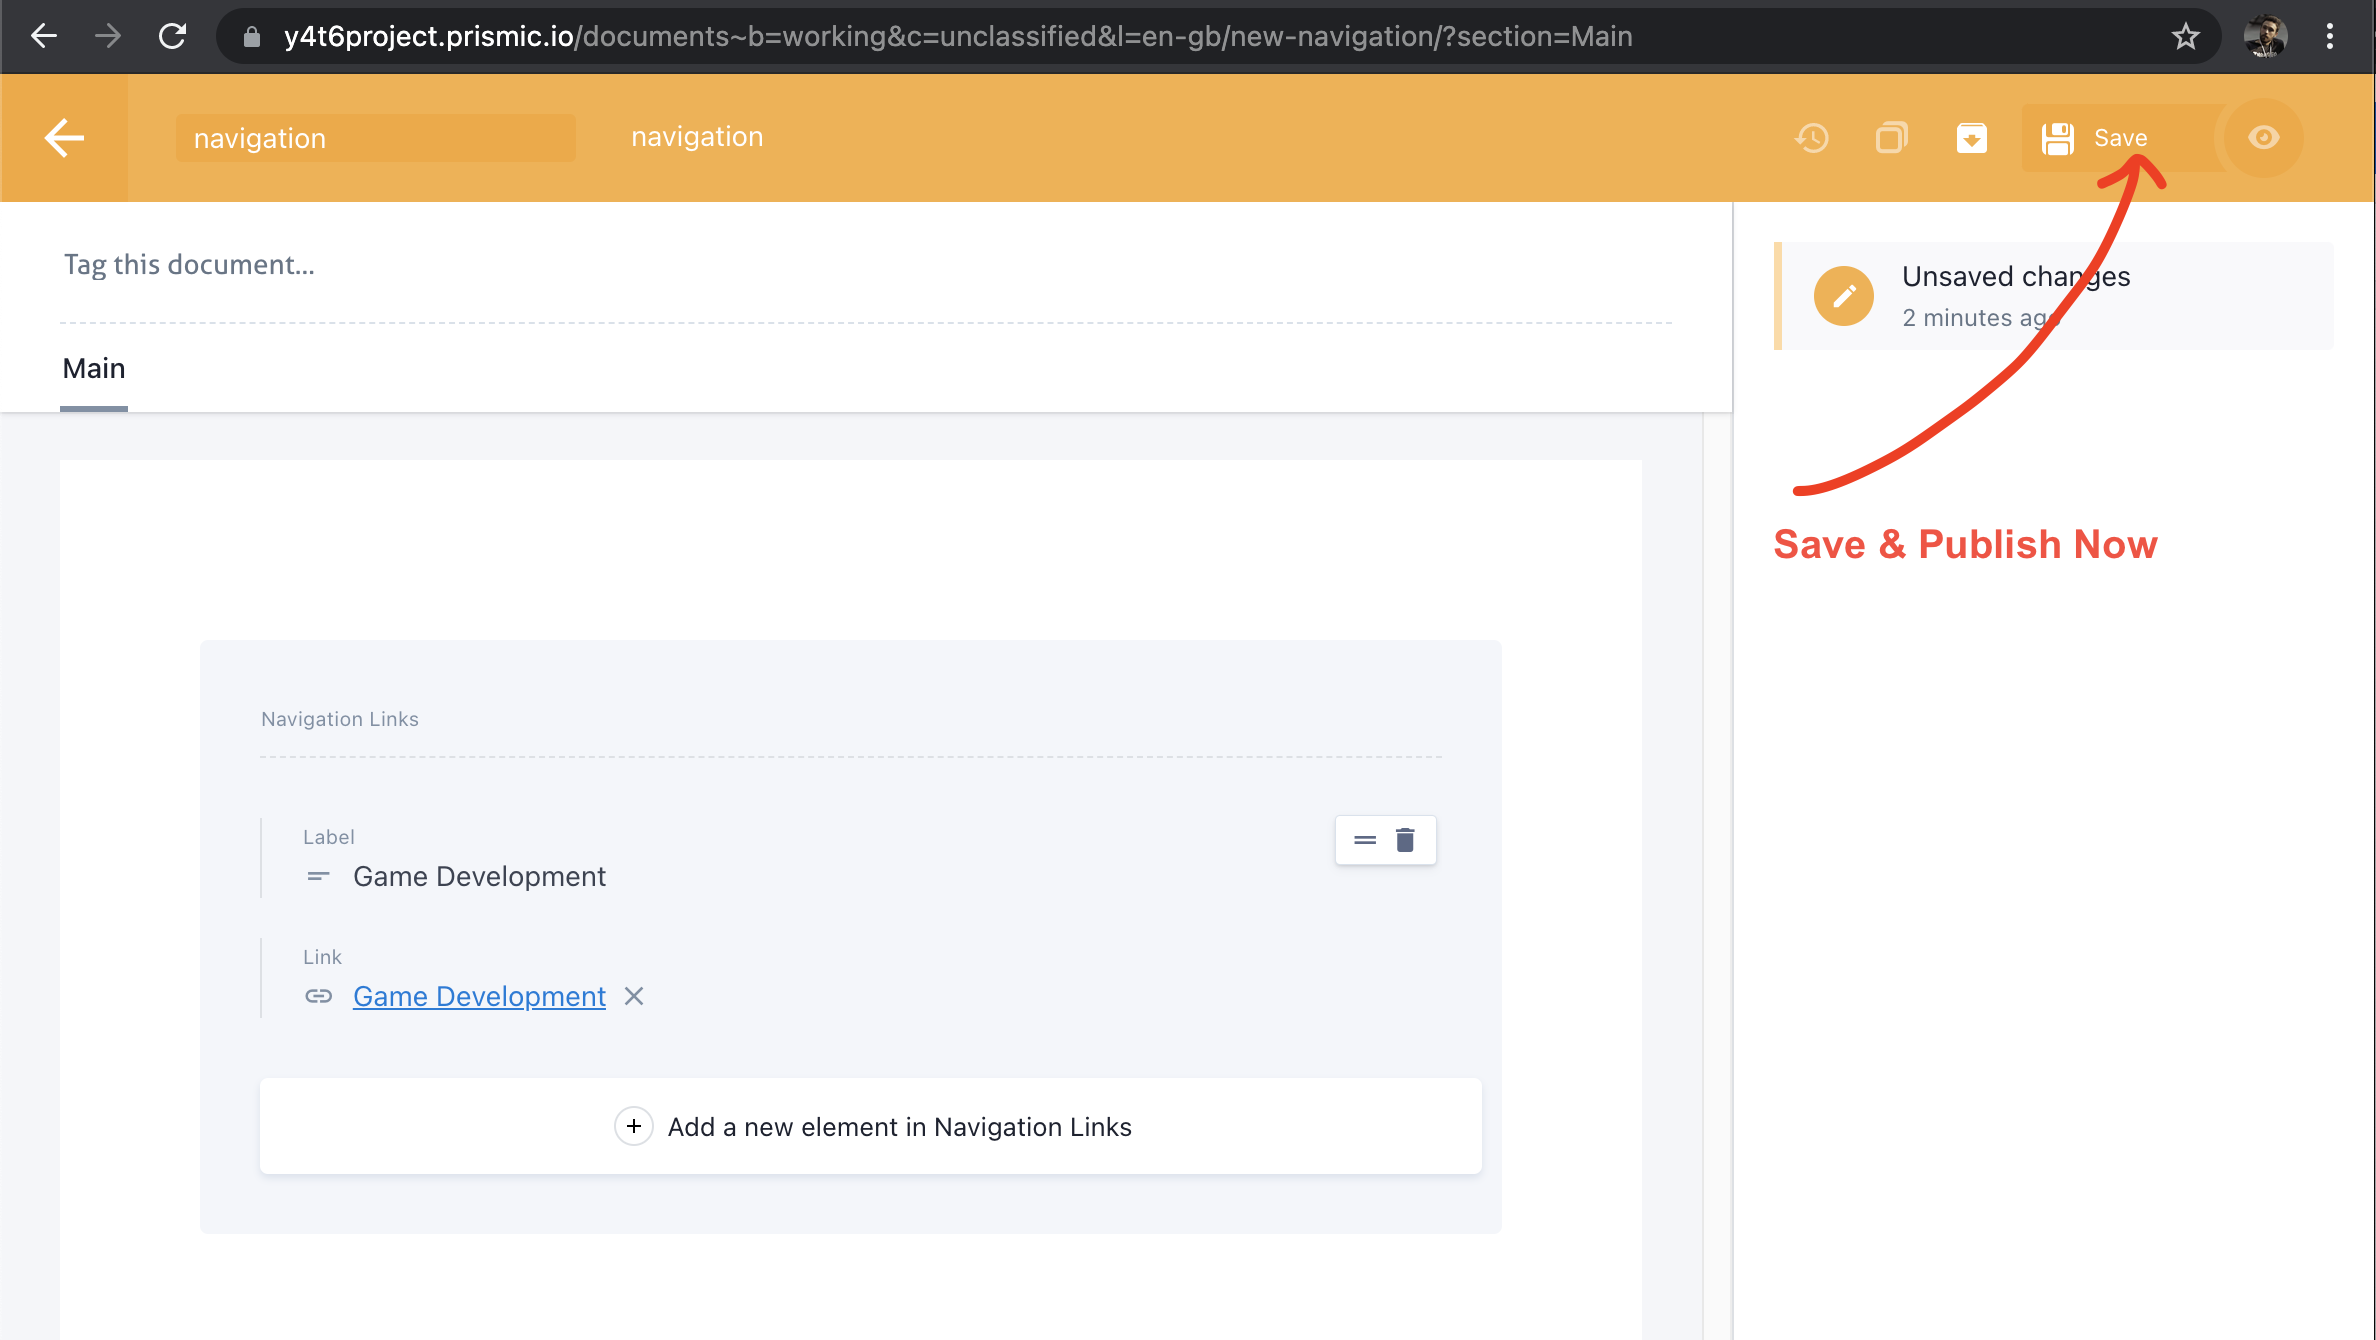 y4t6project.prismic.io/documents~b=working&c=unclassified&l=en-gb/new-navigation/?section=Main
navigation
navigation
Save
Tag this document...
Unsaved changes
2 minutes ago
Main
Save & Publish Now
Navigation Links
Label
Game Development
Link
Game Development
Add a new element in Navigation Links